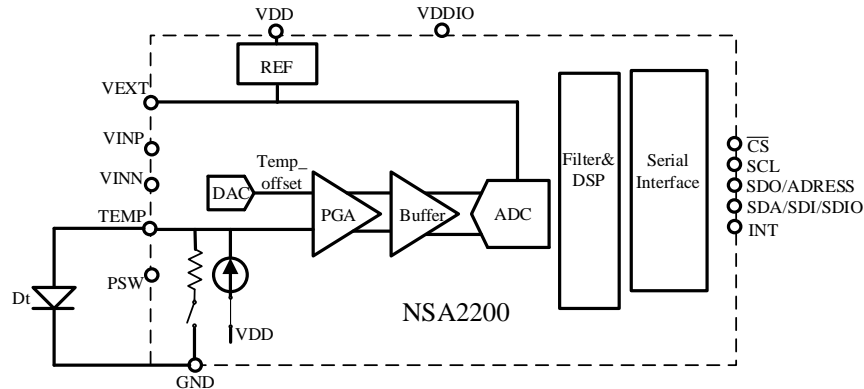 VDD
VDDIO
REF
VEXT
VINP
VINN
TEMP
PSW
Dt
DAC
Temp_
offset
PGA
Buffer
ADC
Filter&
DSP
Serial
Interface
CS
SCL
SDO/ADRESS
SDA/SDI/SDIO
INT
VDD
NSA2200
GND